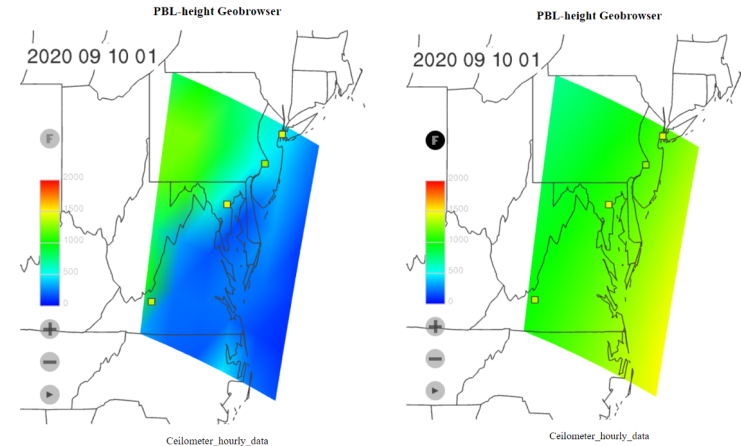 PBL-height Geobrowser
2020 09 10 01
F
2000
1500
1000
500
0
Ceilometer_hourly_data
PBL-height Geobrowser
2020 09 10 01
F
2000
1500
1000
500
0
Ceilometer_hourly_data